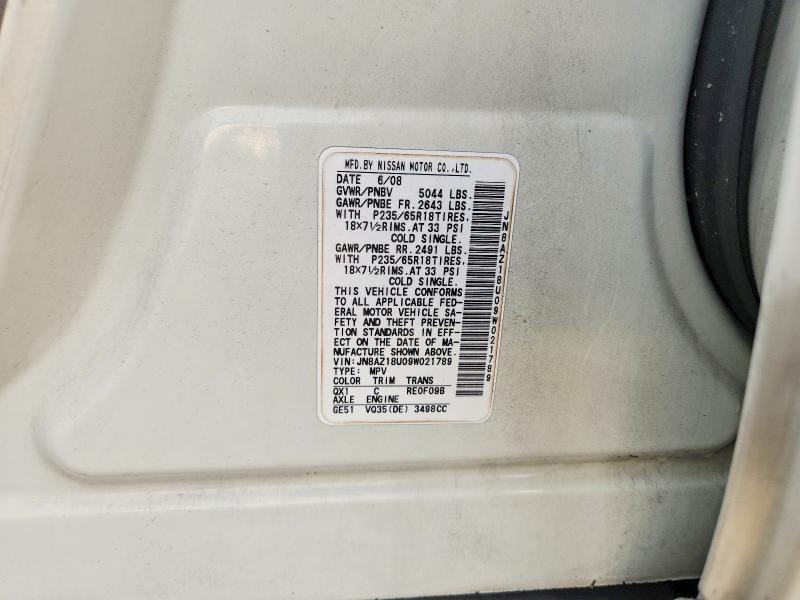 MFD.BY NISSAN MOTOR CO.,LTD.
DATE 6/08
GVWR/PNBV 5044 LBS.
GAWR/PNBE FR. 2643 LBS.
WITH P235/65R18TIRES,
18×7½RIMS.AT 33 PSI
COLD SINGLE.
GAWR/PNBE RR. 2491 LBS.
WITH P235/65R18TIRES,
18×7½RIMS.AT 33 PSI
COLD SINGLE.
THIS VEHICLE CONFORMS
TO ALL APPLICABLE FED-
ERAL MOTOR VEHICLE SA-
FETY AND THEFT PREVEN-
TION STANDARDS IN EFF-
ECT ON THE DATE OF MA-
NUFACTURE SHOWN ABOVE.
VIN:JN8AZ18U09W021789
TYPE: MPV
COLOR TRIM TRANS
QX1 C RE0F09B
AXLE ENGINE
GE51 VQ35(DE) 3498CC
JN8AZ18U09W021789